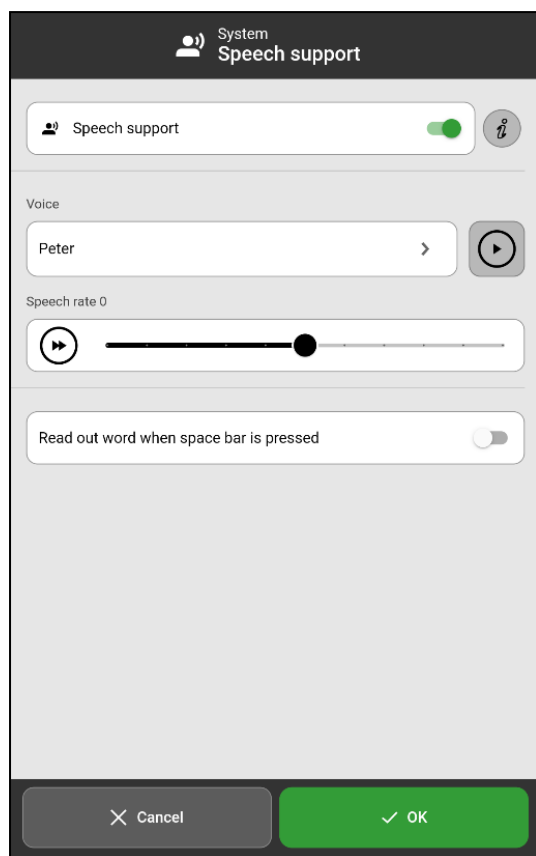 System
Speech support
Speech support
Voice
Peter
Speech rate 0
Read out word when space bar is pressed
Cancel
OK